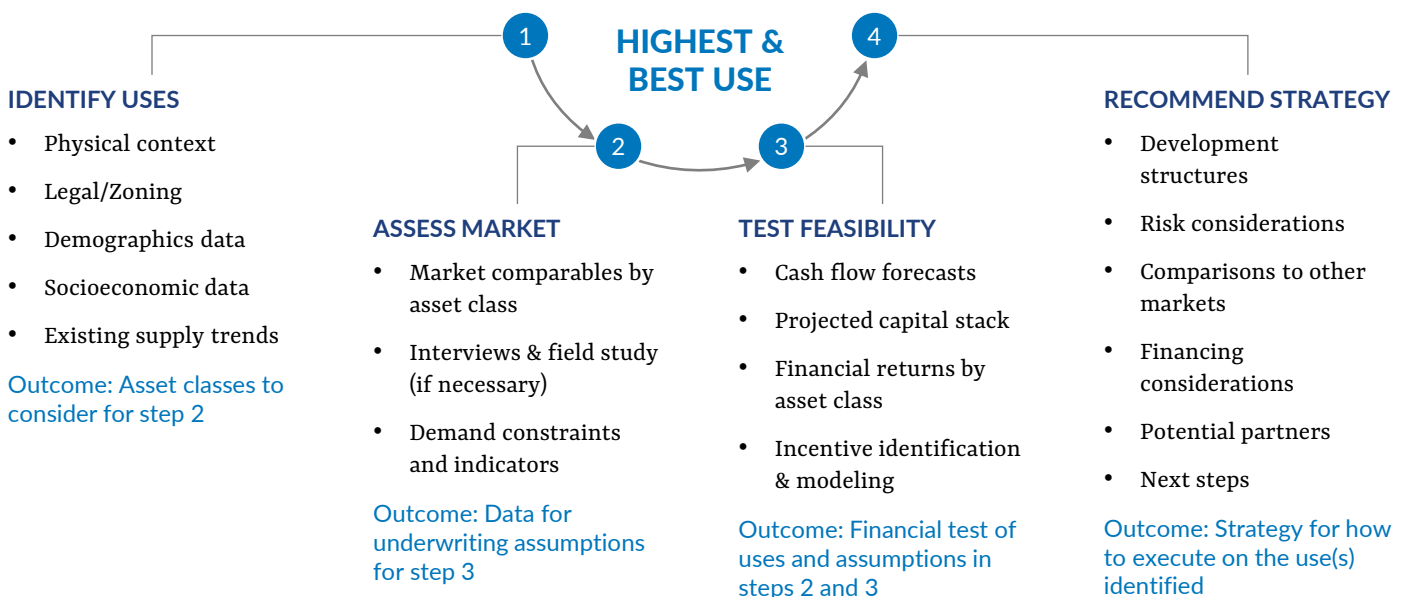 HIGHEST &
BEST USE
1
IDENTIFY USES
• Physical context
• Legal/Zoning
• Demographics data
• Socioeconomic data
• Existing supply trends
Outcome: Asset classes to
consider for step 2
2
ASSESS MARKET
• Market comparables by
asset class
• Interviews & field study
(if necessary)
• Demand constraints
and indicators
Outcome: Data for
underwriting assumptions
for step 3
3
TEST FEASIBILITY
• Cash flow forecasts
• Projected capital stack
• Financial returns by
asset class
• Incentive identification
& modeling
Outcome: Financial test of
uses and assumptions in
steps 2 and 3
4
RECOMMEND STRATEGY
• Development
structures
• Risk considerations
• Comparisons to other
markets
• Financing
considerations
• Potential partners
• Next steps
Outcome: Strategy for how
to execute on the use(s)
identified